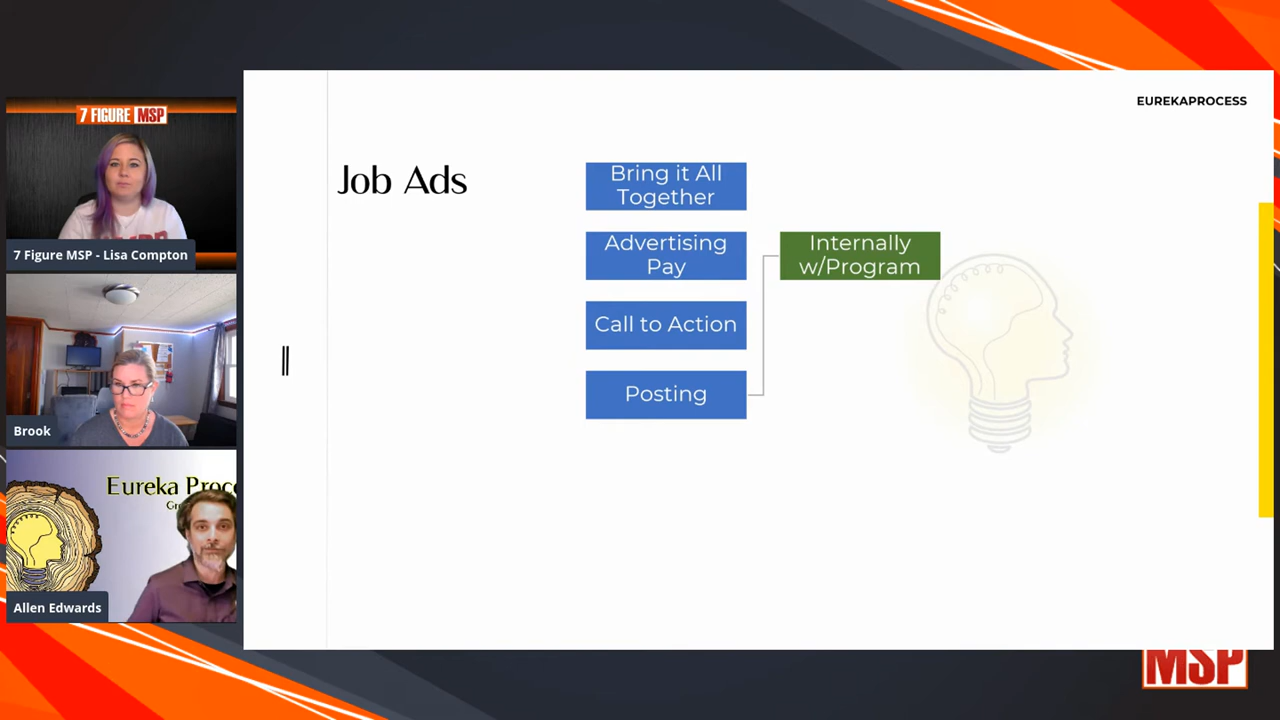 7 FIGURE MSP
7 Figure MSP - Lisa Compton
Brook
Eureka Proc
Gr
Allen Edwards
EUREKAPROCESS
Job Ads
Bring it All
Together
Advertising
Pay
Internally
w/Program
Call to Action
Posting
MSP